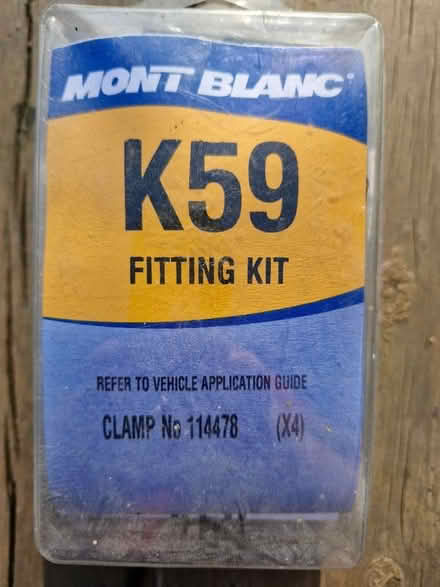 MONT BLANC®
K59
FITTING KIT
REFER TO VEHICLE APPLICATION GUIDE
CLAMP No 114478 (X4)